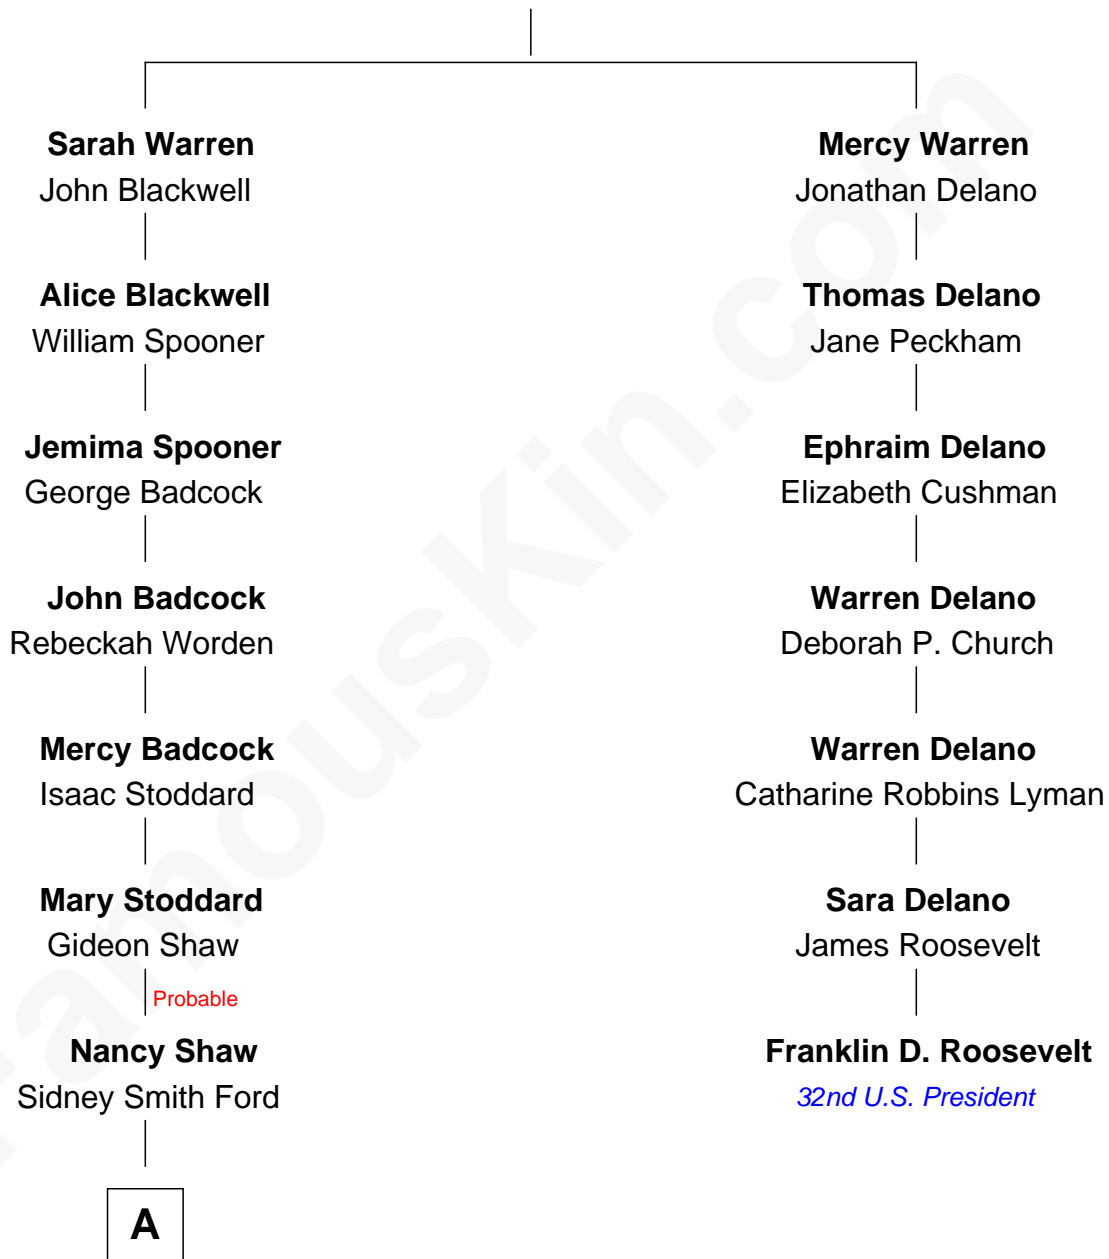 Sarah Warren
John Blackwell
Mercy Warren
Jonathan Delano
Alice Blackwell
William Spooner
Thomas Delano
Jane Peckham
Jemima Spooner
George Badcock
Ephraim Delano
Elizabeth Cushman
John Badcock
Rebeckah Worden
Warren Delano
Deborah P. Church
Mercy Badcock
Isaac Stoddard
Warren Delano
Catharine Robbins Lyman
Mary Stoddard
Gideon Shaw
Sara Delano
James Roosevelt
Probable
Nancy Shaw
Sidney Smith Ford
Franklin D. Roosevelt
32nd U.S. President
A
FamousKin.com